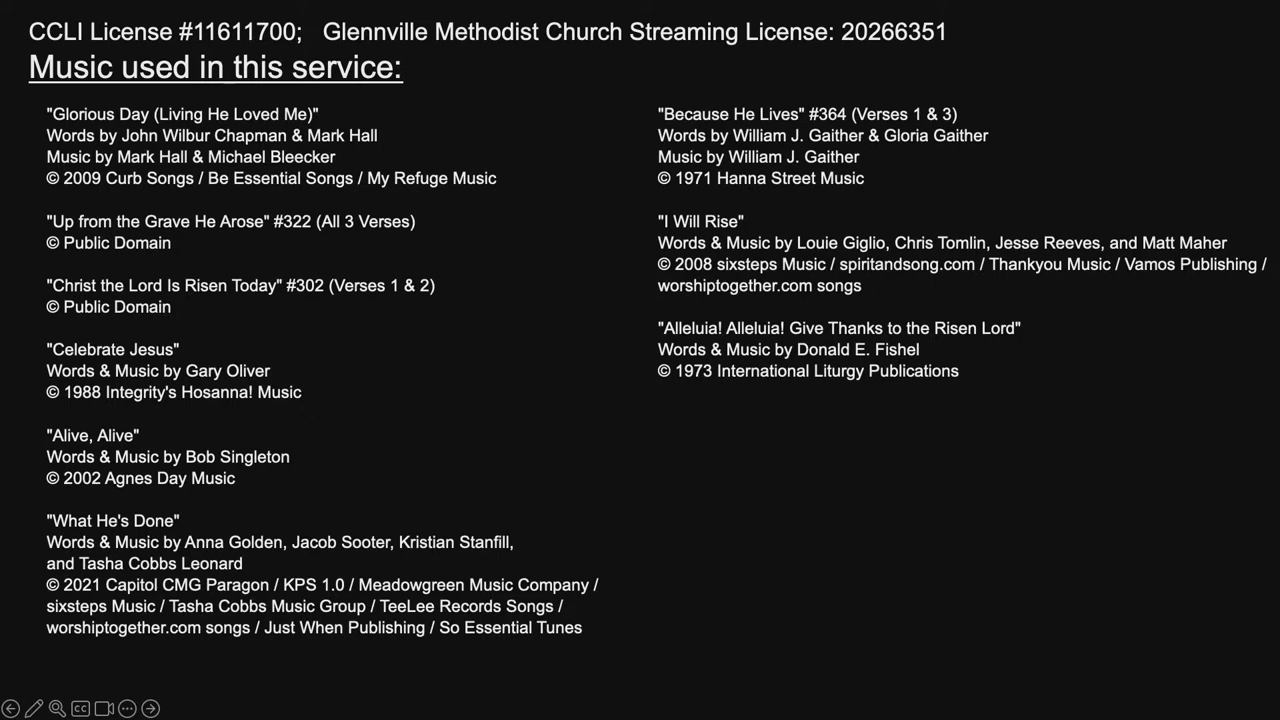 CCLI License #11611700;   Glennville Methodist Church Streaming License: 20266351
Music used in this service:
"Glorious Day (Living He Loved Me)"
Words by John Wilbur Chapman & Mark Hall
Music by Mark Hall & Michael Bleecker
© 2009 Curb Songs / Be Essential Songs / My Refuge Music
"Up from the Grave He Arose" #322 (All 3 Verses)
© Public Domain
"Christ the Lord Is Risen Today" #302 (Verses 1 & 2)
© Public Domain
"Celebrate Jesus"
Words & Music by Gary Oliver
© 1988 Integrity's Hosanna! Music
"Alive, Alive"
Words & Music by Bob Singleton
© 2002 Agnes Day Music
"What He's Done"
Words & Music by Anna Golden, Jacob Sooter, Kristian Stanfill,
and Tasha Cobbs Leonard
© 2021 Capitol CMG Paragon / KPS 1.0 / Meadowgreen Music Company /
sixsteps Music / Tasha Cobbs Music Group / TeeLee Records Songs /
worshiptogether.com songs / Just When Publishing / So Essential Tunes
"Because He Lives" #364 (Verses 1 & 3)
Words by William J. Gaither & Gloria Gaither
Music by William J. Gaither
© 1971 Hanna Street Music
"I Will Rise"
Words & Music by Louie Giglio, Chris Tomlin, Jesse Reeves, and Matt Maher
© 2008 sixsteps Music / spiritandsong.com / Thankyou Music / Vamos Publishing /
worshiptogether.com songs
"Alleluia! Alleluia! Give Thanks to the Risen Lord"
Words & Music by Donald E. Fishel
© 1973 International Liturgy Publications
CC